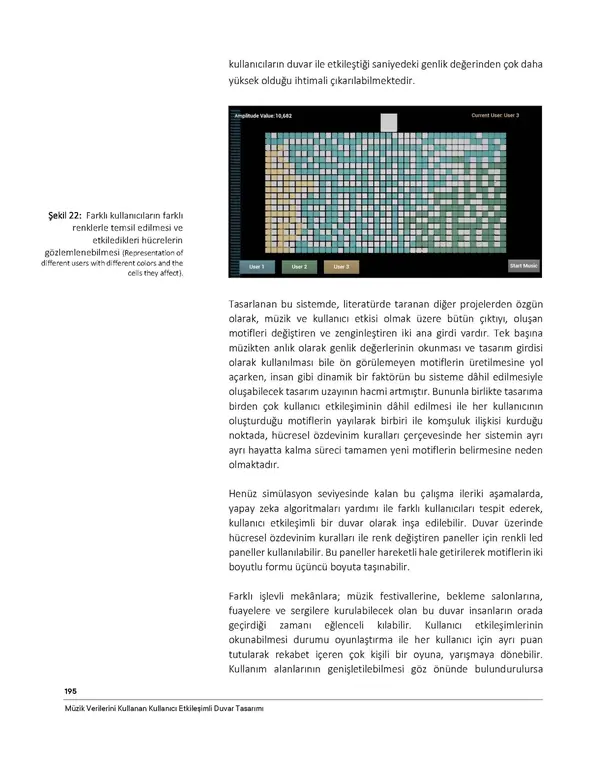 kullanıcıların duvar ile etkileştiği saniyedeki genlik değerinden çok daha
yüksek olduğu ihtimali çıkarılabilmektedir.
Amplitude Value: 10,682
Current User: User 3
User 1
User 2
User 3
Start Music
Şekil 22: Farklı kullanıcıların farklı
renklerle temsil edilmesi ve
etkiledikleri hücrelerin
gözlemlenebilmesi (Representation of
different users with different colors and the
cells they affect).
Tasarlanan bu sistemde, literatürde taranan diğer projelerden özgün
olarak, müzik ve kullanıcı etkisi olmak üzere bütün çıktıyı, oluşan
motifleri değiştiren ve zenginleştiren iki ana girdi vardır. Tek başına
müzikten anlık olarak genlik değerlerinin okunması ve tasarım girdisi
olarak kullanılması bile ön görülemeyen motiflerin üretilmesine yol
açarken, insan gibi dinamik bir faktörün bu sisteme dâhil edilmesiyle
oluşabilecek tasarım uzayının hacmi artmıştır. Bununla birlikte tasarıma
birden çok kullanıcı etkileşiminin dâhil edilmesi ile her kullanıcının
oluşturduğu motiflerin yayılarak birbiri ile komşuluk ilişkisi kurduğu
noktada, hücresel özdevinim kuralları çerçevesinde her sistemin ayrı
ayrı hayatta kalma süreci tamamen yeni motiflerin belirmesine neden
olmaktadır.
Henüz simülasyon seviyesinde kalan bu çalışma ileriki aşamalarda,
yapay zeka algoritmaları yardımı ile farklı kullanıcıları tespit ederek,
kullanıcı etkileşimli bir duvar olarak inşa edilebilir. Duvar üzerinde
hücresel özdevinim kuralları ile renk değiştiren paneller için renkli led
paneller kullanılabilir. Bu paneller hareketli hale getirilerek motiflerin iki
boyutlu formu üçüncü boyuta taşınabilir.
Farklı işlevli mekânlara; müzik festivallerine, bekleme salonlarına,
fuayelere ve sergilere kurulabilecek olan bu duvar insanların orada
geçirdiği zamanı eğlenceli kılabilir. Kullanıcı etkileşimlerinin
okunabilmesi durumu oyunlaştırma ile her kullanıcı için ayrı puan
tutularak rekabet içeren çok kişili bir oyuna, yarışmaya dönebilir.
Kullanım alanlarının genişletilebilmesi göz önünde bulundurulursa
195
Müzik Verilerini Kullanan Kullanıcı Etkileşimli Duvar Tasarımı